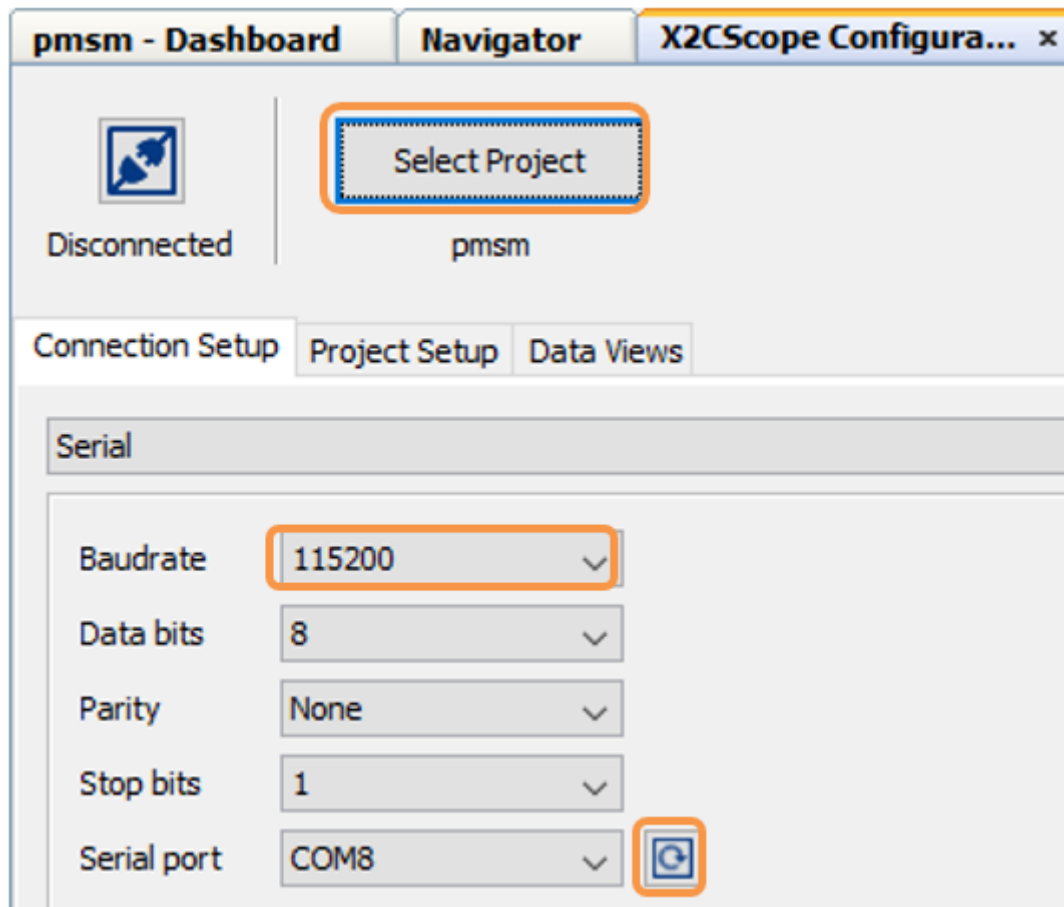 pmsm - Dashboard
Navigator
X2CScope Configura... ×
Select Project
Disconnected
pmsm
Connection Setup
Project Setup
Data Views
Serial
Baudrate 115200
Data bits 8
Parity None
Stop bits 1
Serial port COM8